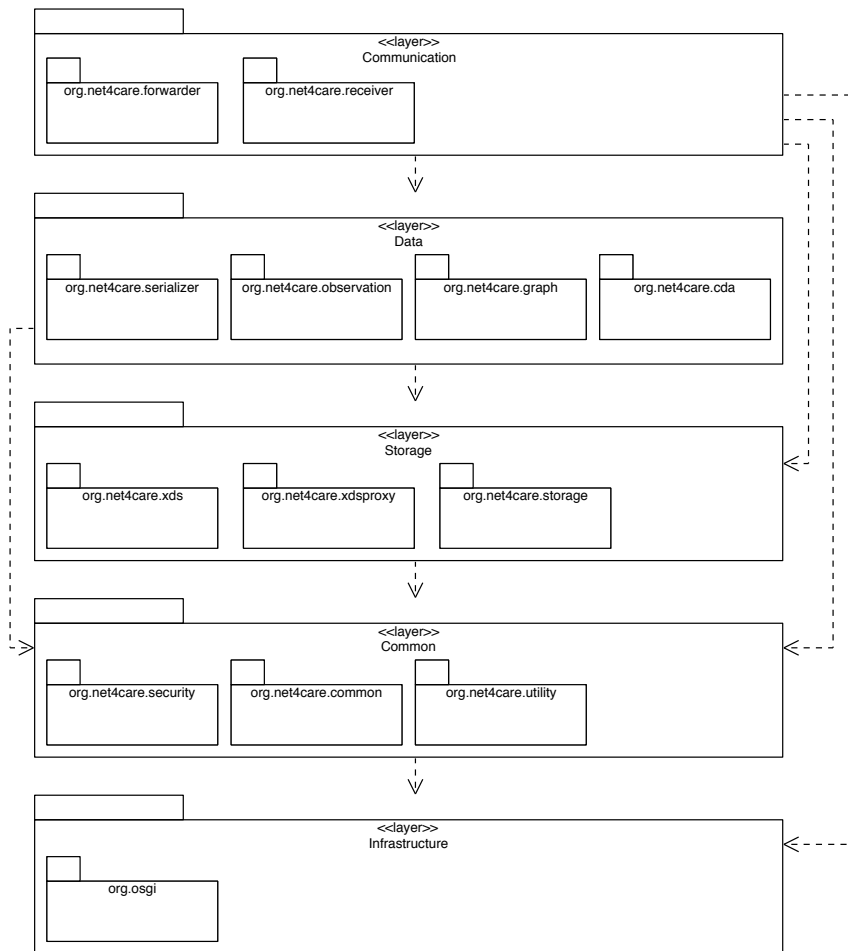 <<layer>>
Communication
org.net4care.forwarder
org.net4care.receiver
<<layer>>
Data
org.net4care.serializer
org.net4care.observation
org.net4care.graph
org.net4care.cda
<<layer>>
Storage
org.net4care.xds
org.net4care.xdsproxy
org.net4care.storage
<<layer>>
Common
org.net4care.security
org.net4care.common
org.net4care.utility
<<layer>>
Infrastructure
org.osgi